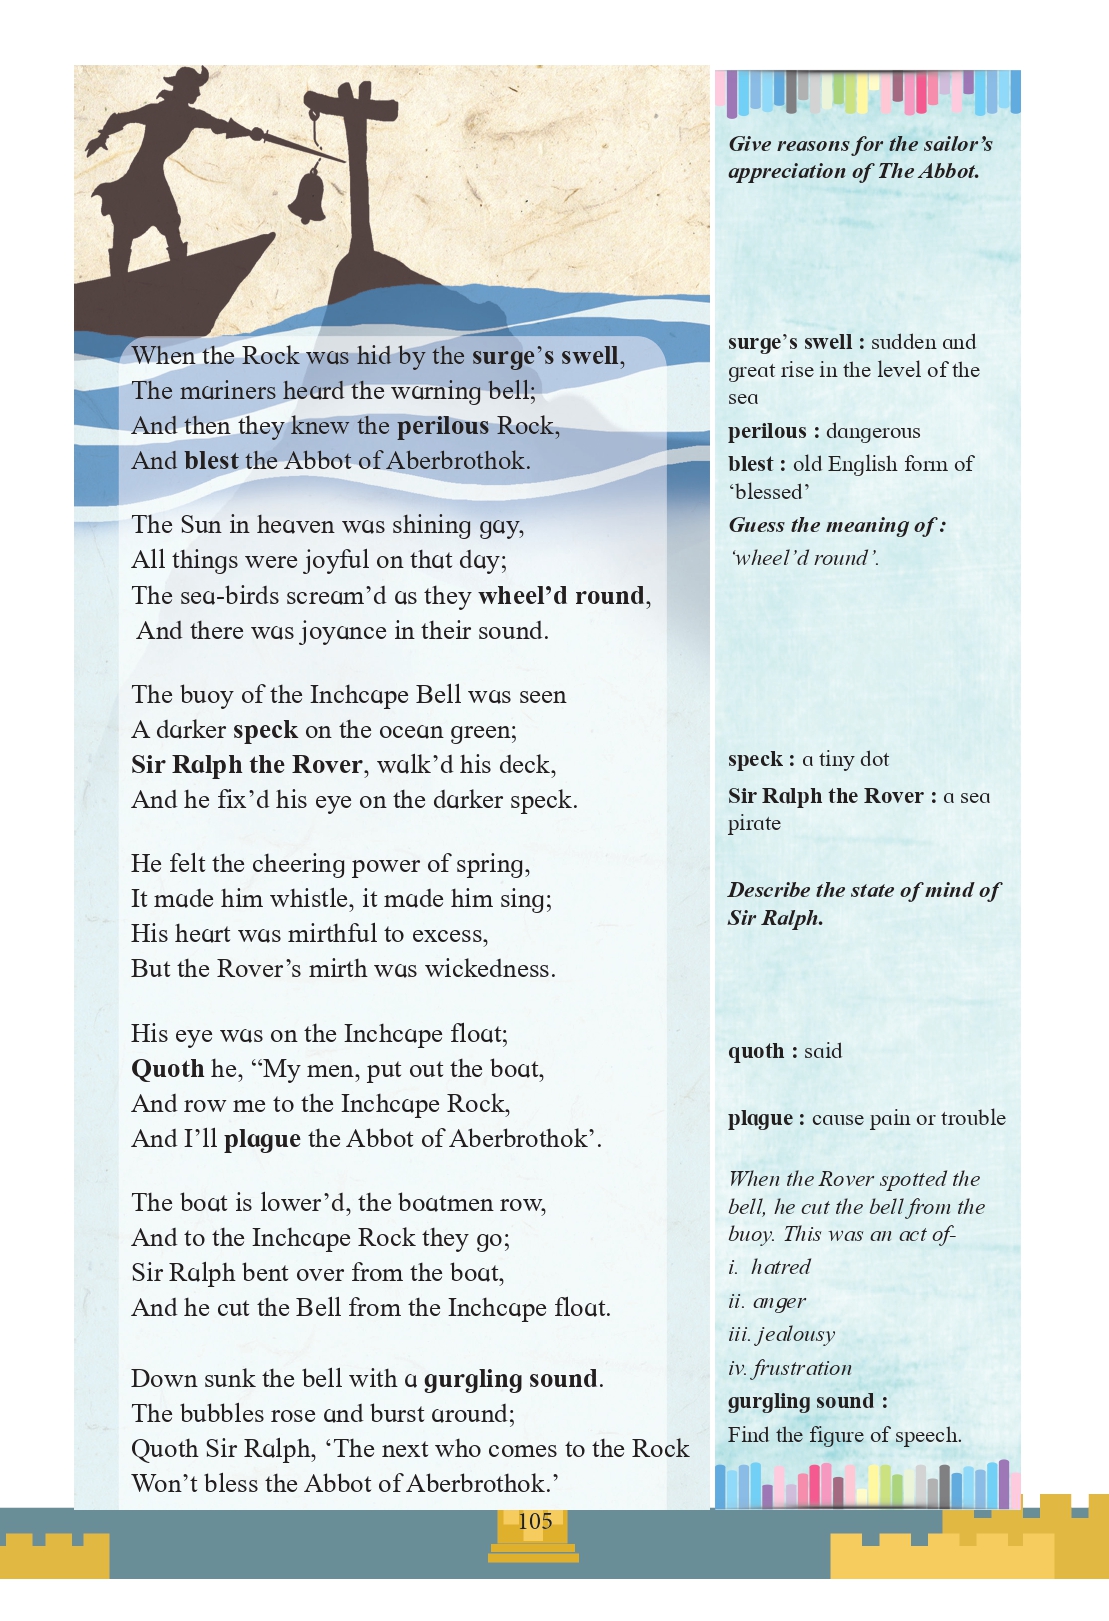 When the Rock was hid by the surge's swell,
The mariners heard the warning bell;
And then they knew the perilous Rock,
And blest the Abbot of Aberbrothok.
The Sun in heaven was shining gay,
All things were joyful on that day;
The sea-birds scream'd as they wheel'd round,
And there was joyance in their sound.
The buoy of the Inchcape Bell was seen
A darker speck on the ocean green;
Sir Ralph the Rover, walk'd his deck,
And he fix'd his eye on the darker speck.
He felt the cheering power of spring,
It made him whistle, it made him sing;
His heart was mirthful to excess,
But the Rover's mirth was wickedness.
His eye was on the Inchcape float;
Quoth he, “My men, put out the boat,
And row me to the Inchcape Rock,
And I'll plague the Abbot of Aberbrothok’.
The boat is lower'd, the boatmen row,
And to the Inchcape Rock they go;
Sir Ralph bent over from the boat,
And he cut the Bell from the Inchcape float.
Down sunk the bell with a gurgling sound.
The bubbles rose and burst around;
Quoth Sir Ralph, ‘The next who comes to the Rock
Won't bless the Abbot of Aberbrothok.’
Give reasons for the sailor's
appreciation of The Abbot.
surge's swell : sudden and
great rise in the level of the
sea
perilous : dangerous
blest : old English form of
‘blessed’
Guess the meaning of :
‘wheel'd round’.
speck : a tiny dot
Sir Ralph the Rover : a sea
pirate
Describe the state of mind of
Sir Ralph.
quoth : said
plague : cause pain or trouble
When the Rover spotted the
bell, he cut the bell from the
buoy. This was an act of-
i. hatred
ii. anger
iii. jealousy
iv. frustration
gurgling sound :
Find the figure of speech.
105